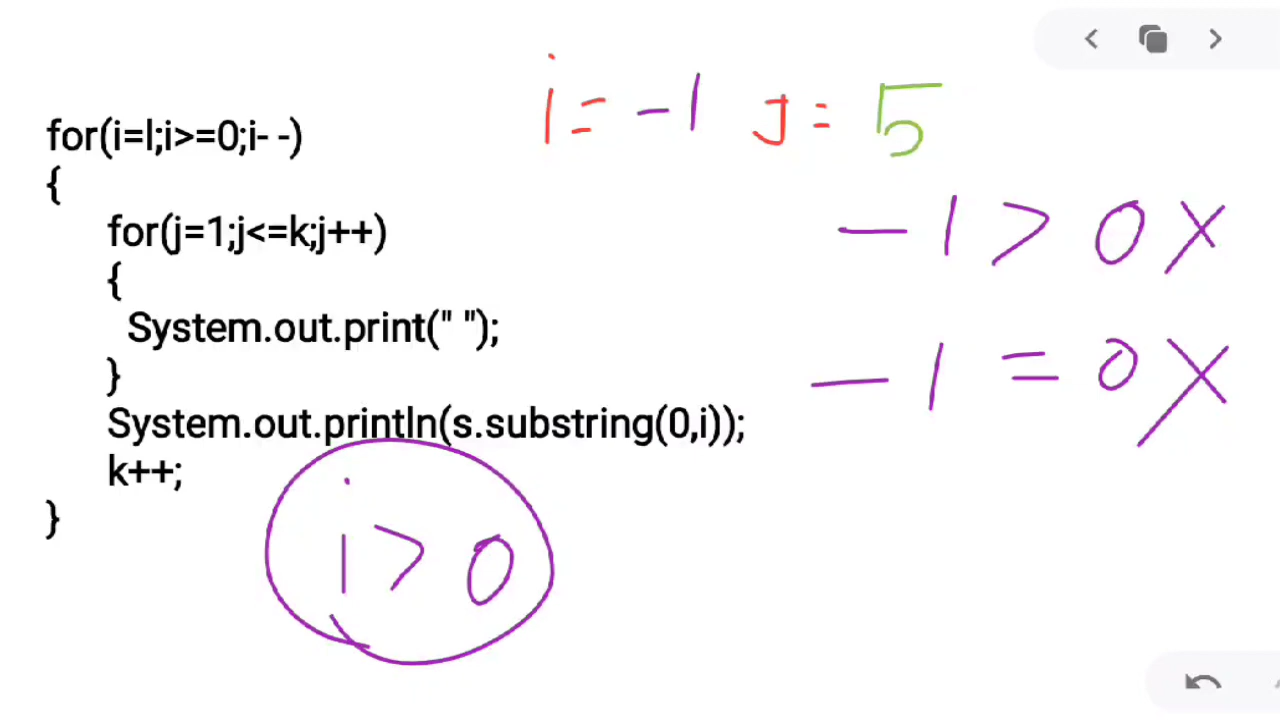 i = -1 J = 5
for(i=l;i>=0;i- -)
{
for(j=1;j<=k;j++)
-1 > 0 X
{
System.out.print(" ");
}
-1 = 0 X
System.out.println(s.substring(0,i));
k++;
}
i > 0